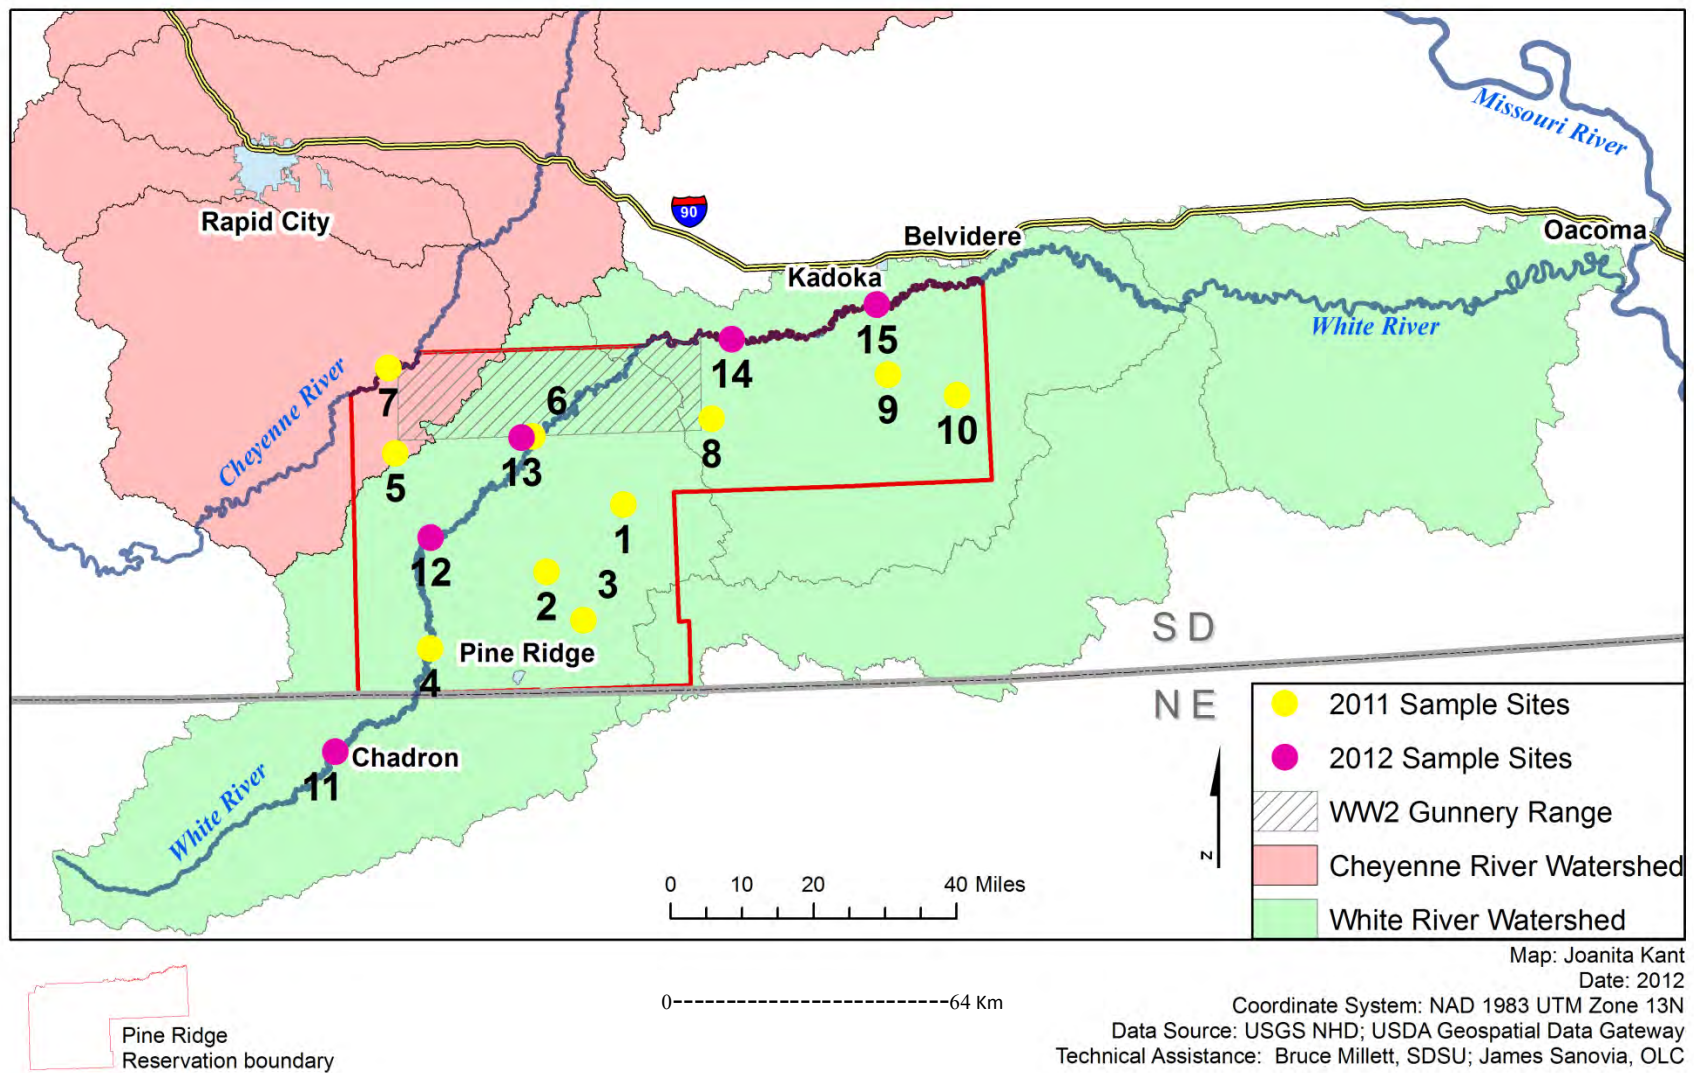 Missouri River
Rapid City
90
Belvidere
Oacoma
Kadoka
White River
Cheyenne River
7
6
14
15
9
10
8
5
13
1
12
2
3
Pine Ridge
4
SD
NE
Chadron
11
White River
2011 Sample Sites
2012 Sample Sites
WW2 Gunnery Range
Cheyenne River Watershed
White River Watershed
z
0 10 20 40 Miles
0 64 Km
Map: Joanita Kant
Date: 2012
Coordinate System: NAD 1983 UTM Zone 13N
Data Source: USGS NHD; USDA Geospatial Data Gateway
Technical Assistance: Bruce Millett, SDSU; James Sanovia, OLC
Pine Ridge
Reservation boundary